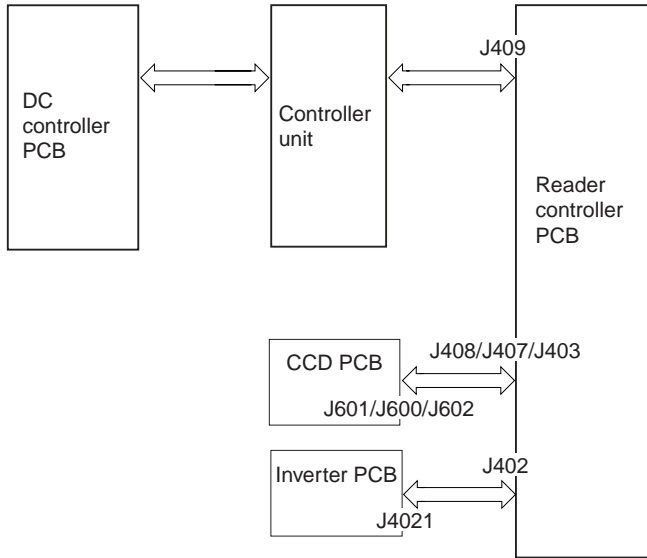 J409
DC
controller
PCB
Controller
unit
Reader
controller
PCB
J408/J407/J403
CCD PCB
J601/J600/J602
J402
Inverter PCB
J4021